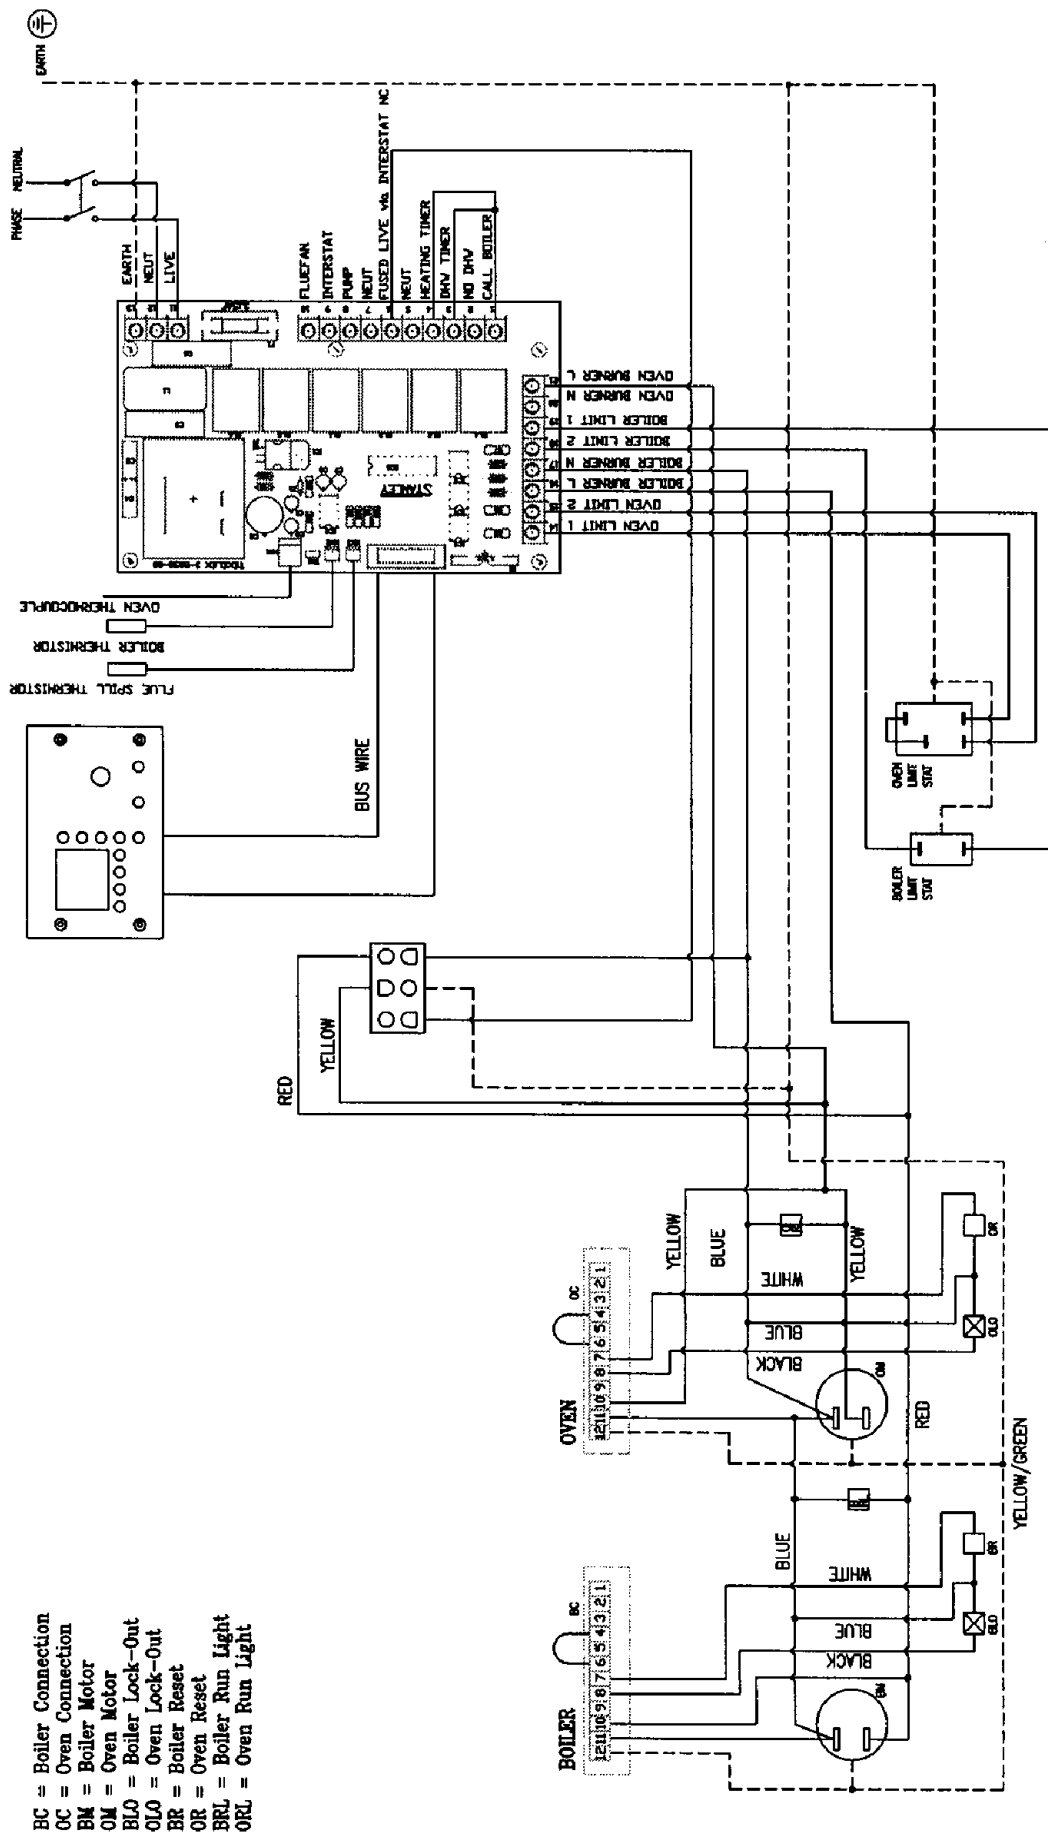 EARTH
PHASE
NEUTRAL
EARTH
NEUT
LIVE
FLUEFAN
INTERSTAT
PUMP
NEUT
FUSED LIVE via INTERSTAT NC
NEUT
HEATING TIMER
DHW TIMER
NO DHW
CALL BOILER
OVEN BURNER L
OVEN BURNER N
BOILER LIMIT 1
BOILER LIMIT 2
BOILER BURNER N
BOILER BURNER L
OVEN LIMIT 2
OVEN LIMIT 1
STANLEY
OVEN THERMOCOUPLE
BOILER THERMISTOR
FLUE SPILL THERMISTOR
BUS WIRE
OVEN
LIMIT
STAT
BOILER
LIMIT
STAT
RED
YELLOW
YELLOW
BLUE
WHITE
YELLOW
BLUE
BLACK
OR
OLO
OM
OVEN
OC
12 11 10 9 8 7 6 5 4 3 2 1
RED
YELLOW/GREEN
BLUE
WHITE
BLUE
BLACK
BR
BLO
BM
BOILER
BC
12 11 10 9 8 7 6 5 4 3 2 1
BC = Boiler Connection
OC = Oven Connection
BM = Boiler Motor
OM = Oven Motor
BLO = Boiler Lock-Out
OLO = Oven Lock-Out
BR = Boiler Reset
OR = Oven Reset
BRL = Boiler Run Light
ORL = Oven Run Light